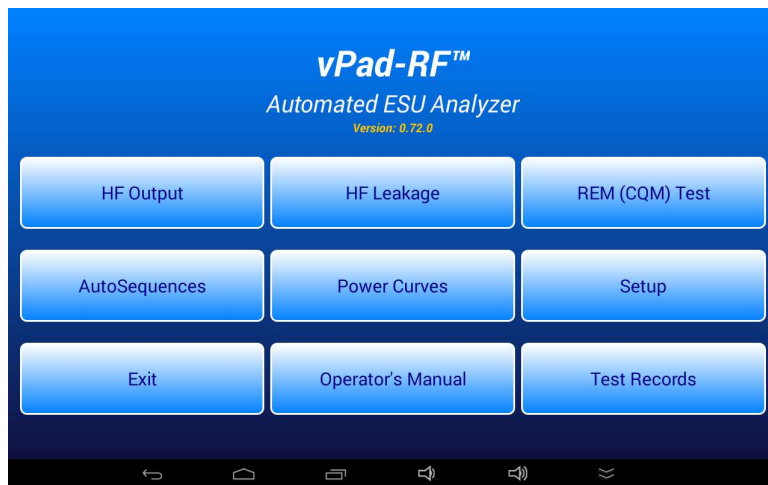 vPad-RF™
Automated ESU Analyzer
Version: 0.72.0
HF Output
HF Leakage
REM (CQM) Test
AutoSequences
Power Curves
Setup
Exit
Operator's Manual
Test Records